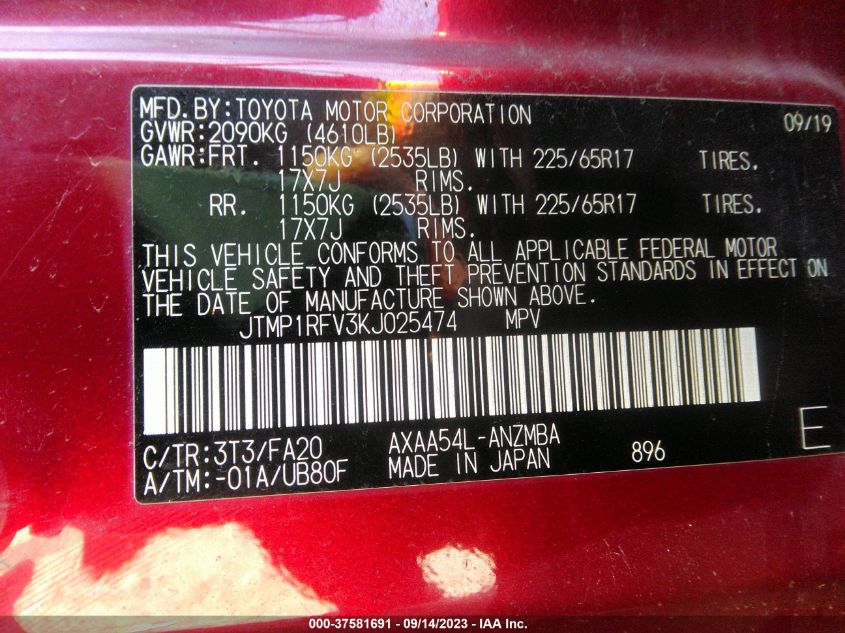 MFD.BY:TOYOTA MOTOR CORPORATION 09/19
GVWR:2090KG (4610LB)
GAWR:FRT. 1150KG (2535LB) WITH 225/65R17 TIRES.
17X7J RIMS.
RR. 1150KG (2535LB) WITH 225/65R17 TIRES.
17X7J RIMS.
THIS VEHICLE CONFORMS TO ALL APPLICABLE FEDERAL MOTOR
VEHICLE SAFETY AND THEFT PREVENTION STANDARDS IN EFFECT ON
THE DATE OF MANUFACTURE SHOWN ABOVE.
JTMP1RFV3KJ025474 MPV
C/TR:3T3/FA20 AXAA54L-ANZMBA 896 E
A/TM:-01A/UB80F MADE IN JAPAN
000-37581691 - 09/14/2023 - IAA Inc.